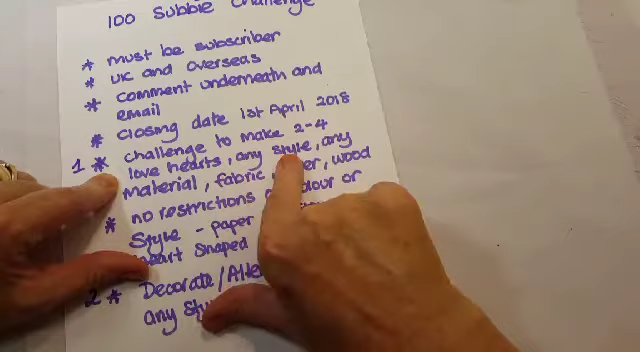 100 Subbie Challenge
* must be subscriber
* UK and overseas
* comment underneath and
email
* closing date 1st April 2018
1 * challenge to make 2-4
love hearts, any style, any
material, fabric, wood
* no restrictions or
Style - paper
heart shaped
2 * Decorate/
any